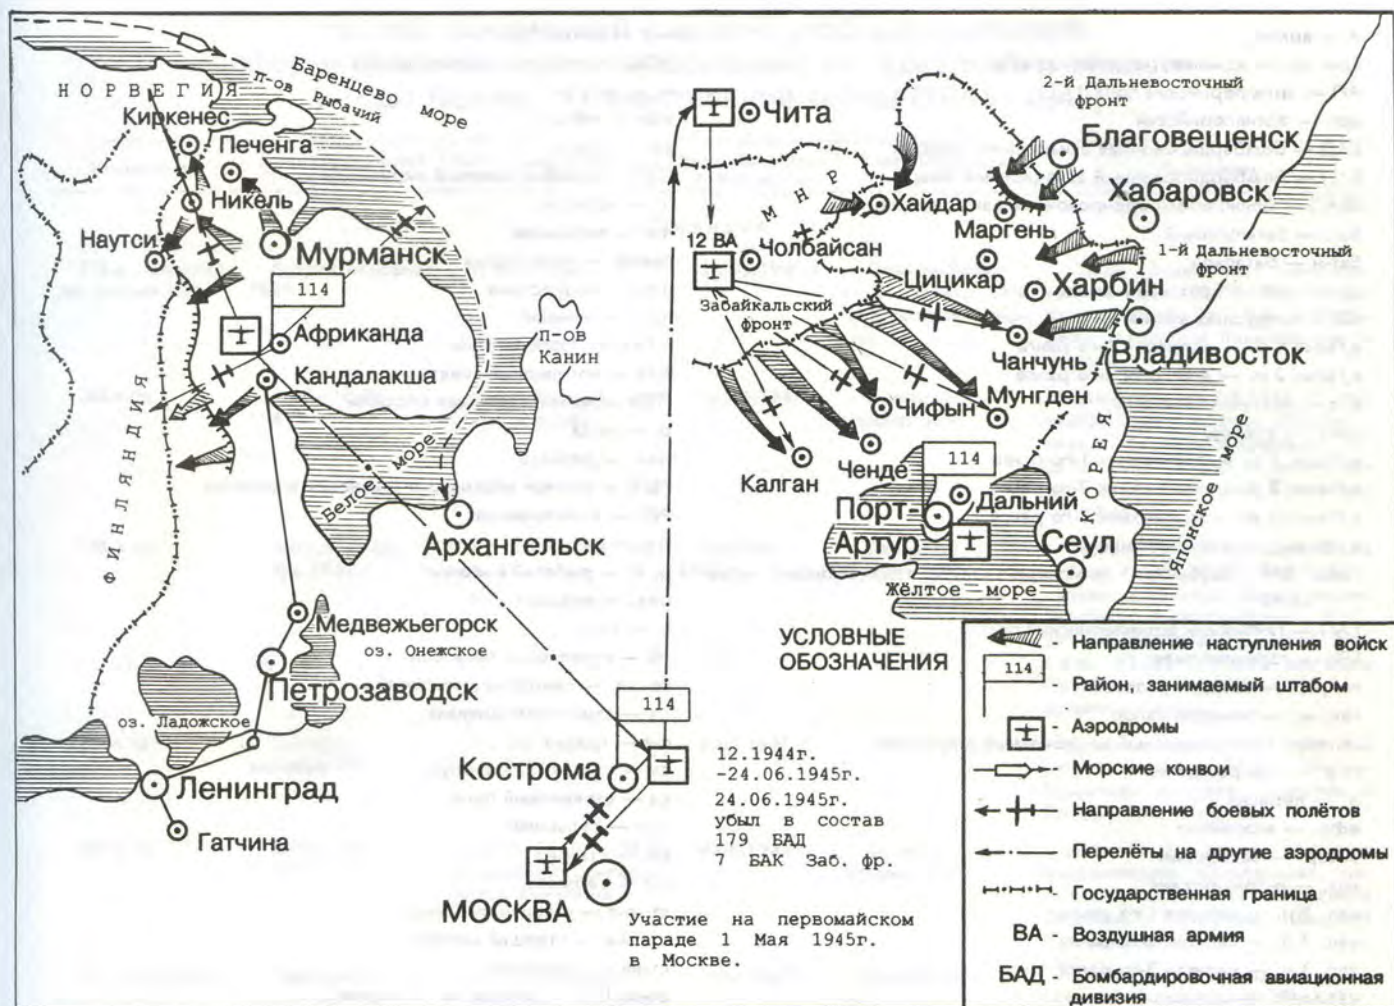 НОРВЕГИЯ
Баренцево море
п-ов Рыбачий
Киркенес
Печенга
Никель
Наутси
Мурманск
114
Африканда
Кандалакша
п-ов
Канин
ФИНЛЯНДИЯ
Белое море
Архангельск
Медвежьегорск
оз. Онежское
Петрозаводск
оз. Ладожское
Ленинград
Гатчина
114
Кострома
МОСКВА
12.1944г.
-24.06.1945г.
24.06.1945г.
убыл в состав
179 БАД
7 БАК Заб. фр.
Участие на первомайском
параде 1 Мая 1945г.
в Москве.
Чита
12 ВА
МНР
Чолбайсан
Забайкальский
фронт
2-й Дальневосточный
фронт
Благовещенск
Хабаровск
Хайдар
Маргень
1-й Дальневосточный
фронт
Цицикар
Харбин
Чанчунь
Владивосток
Чифын
Мунгден
Ченде
Калган
114
Дальний
Порт-
Артур
Сеул
КОРЕЯ
Японское море
Жёлтое море
УСЛОВНЫЕ
ОБОЗНАЧЕНИЯ
- Направление наступления войск
114
- Район, занимаемый штабом
- Аэродромы
- Морские конвои
- Направление боевых полётов
- Перелёты на другие аэродромы
- Государственная граница
ВА - Воздушная армия
БАД - Бомбардировочная авиационная
дивизия